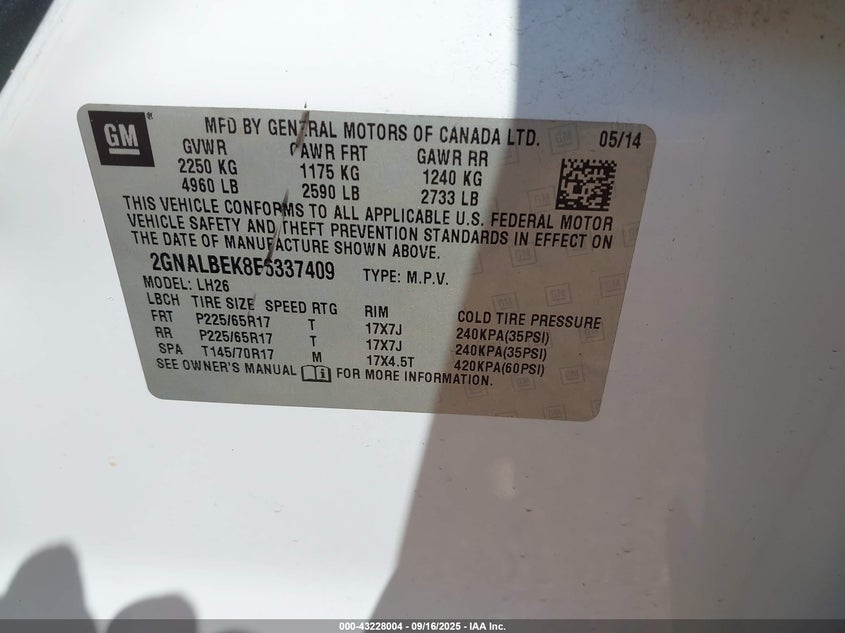 GM ®
MFD BY GENERAL MOTORS OF CANADA LTD. 05/14
GVWR GAWR FRT GAWR RR
2250 KG 1175 KG 1240 KG
4960 LB 2590 LB 2733 LB
THIS VEHICLE CONFORMS TO ALL APPLICABLE U.S. FEDERAL MOTOR
VEHICLE SAFETY AND THEFT PREVENTION STANDARDS IN EFFECT ON
THE DATE OF MANUFACTURE SHOWN ABOVE.
2GNALBEK8E6337409 TYPE: M.P.V.
MODEL: LH26
LBCH TIRE SIZE SPEED RTG RIM COLD TIRE PRESSURE
FRT P225/65R17 T 17X7J 240KPA(35PSI)
RR P225/65R17 T 17X7J 240KPA(35PSI)
SPA T145/70R17 M 17X4.5T 420KPA(60PSI)
SEE OWNER'S MANUAL FOR MORE INFORMATION.
000-43228004 - 09/16/2025 - IAA Inc.